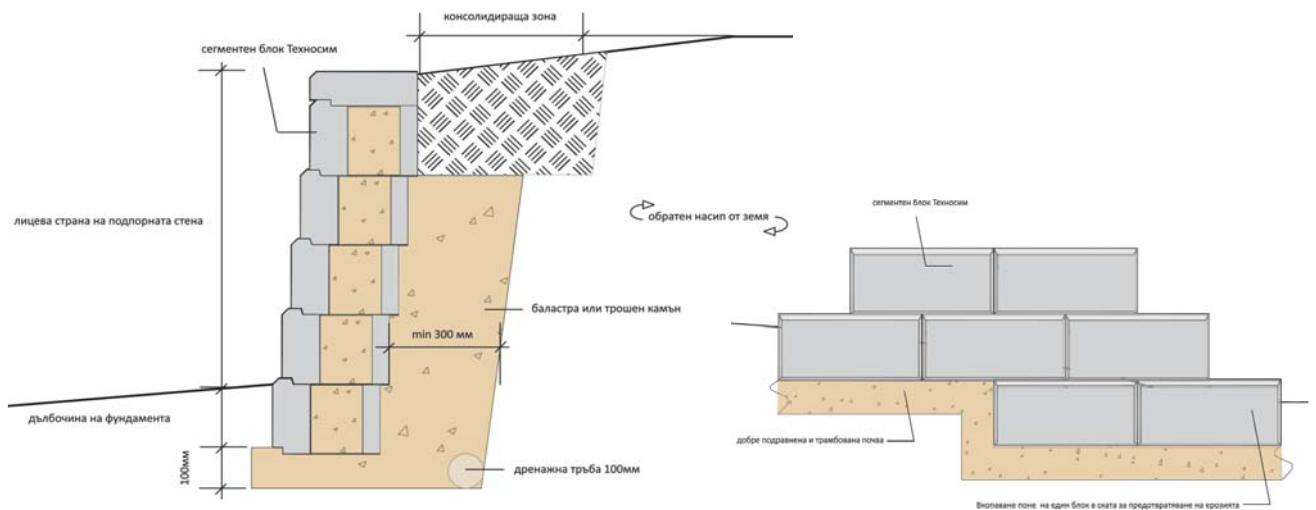 консолидираща зона
сегментен блок Техносим
лицева страна на подпорната стена
обратен насип от земя
баластра или трошен камън
min 300 мм
дълбочина на фундамента
100мм
дренажна тръба 100мм
сегментен блок Техносим
добре подравнена и трамбована почва
Вкопаване поне на един блок в ската за предотвратяване на ерозията